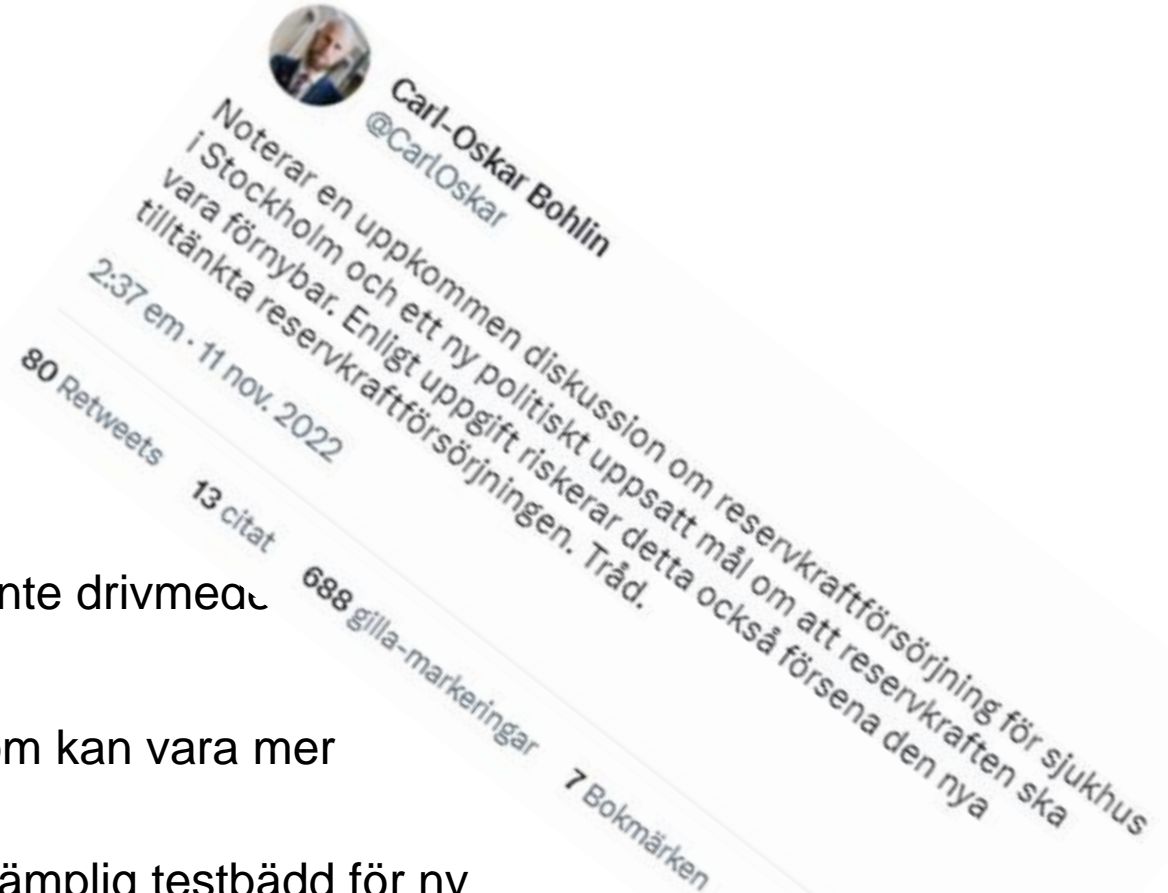 Carl-Oskar Bohlin
@CarlOskar
Noterar en uppkommen diskussion om reservkraftförsörjning för sjukhus
i Stockholm och ett ny politiskt uppsatt mål om att reservkraften ska
vara förnybar. Enligt uppgift riskerar detta också försena den nya
tilltänkta reservkraftförsörjningen. Tråd.
2:37 em · 11 nov. 2022
80 Retweets 13 citat 688 gilla-markeringar 7 Bokmärken
kan vara mer
testbädd för ny